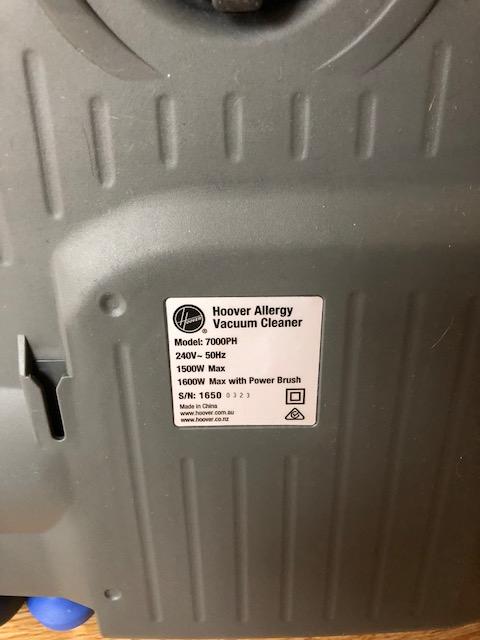 HOOVER
®
Hoover Allergy
Vacuum Cleaner
Model: 7000PH
240V~ 50Hz
1500W Max
1600W Max with Power Brush
S/N: 1650 0323
Made in China
www.hoover.com.au
www.hoover.co.nz